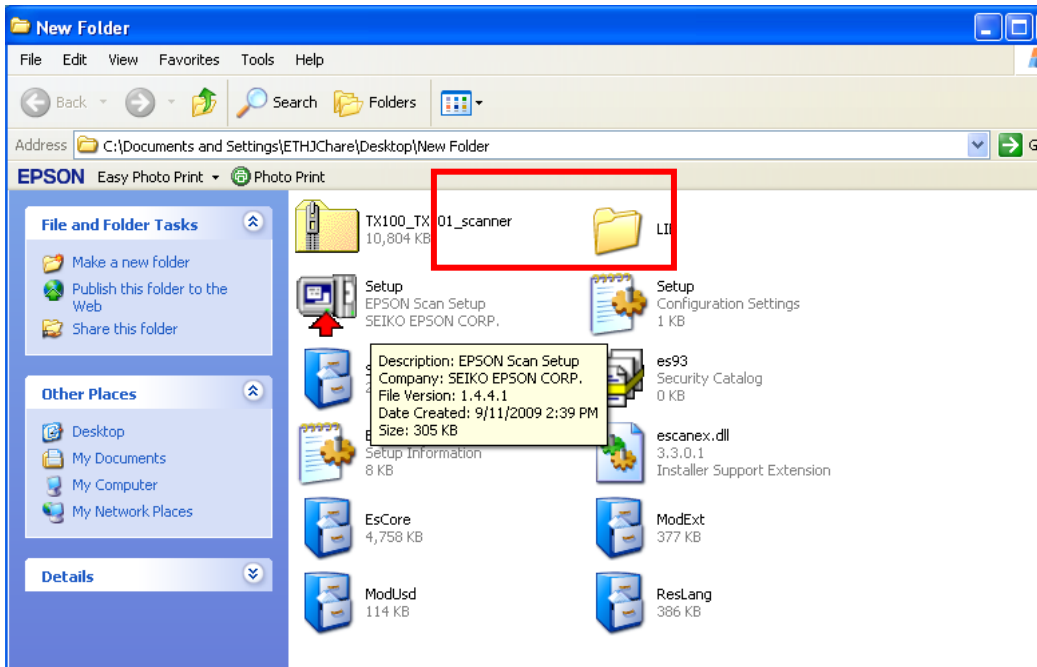 New Folder
File Edit View Favorites Tools Help
Back Search Folders
Address C:\Documents and Settings\ETHJChare\Desktop\New Folder
EPSON Easy Photo Print Photo Print
File and Folder Tasks
Make a new folder
Publish this folder to the
Web
Share this folder
Other Places
Desktop
My Documents
My Computer
My Network Places
Details
10,804 KB
Setup
EPSON Scan Setup
SEIKO EPSON CORP.
Setup
Configuration Settings
1 KB
Description: EPSON Scan Setup
Company: SEIKO EPSON CORP.
File Version: 1.4.4.1
Date Created: 9/11/2009 2:39 PM
Size: 305 KB
es93
Security Catalog
0 KB
Setup Information
8 KB
escanex.dll
3.3.0.1
Installer Support Extension
EsCore
4,758 KB
ModExt
377 KB
ModUsd
114 KB
ResLang
386 KB